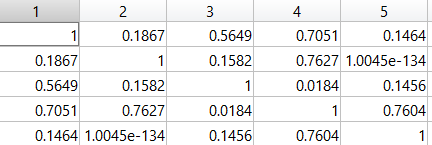 1 2 3 4 5
1 0.1867 0.5649 0.7051 0.1464
0.1867 1 0.1582 0.7627 1.0045e-134
0.5649 0.1582 1 0.0184 0.1456
0.7051 0.7627 0.0184 1 0.7604
0.1464 1.0045e-134 0.1456 0.7604 1